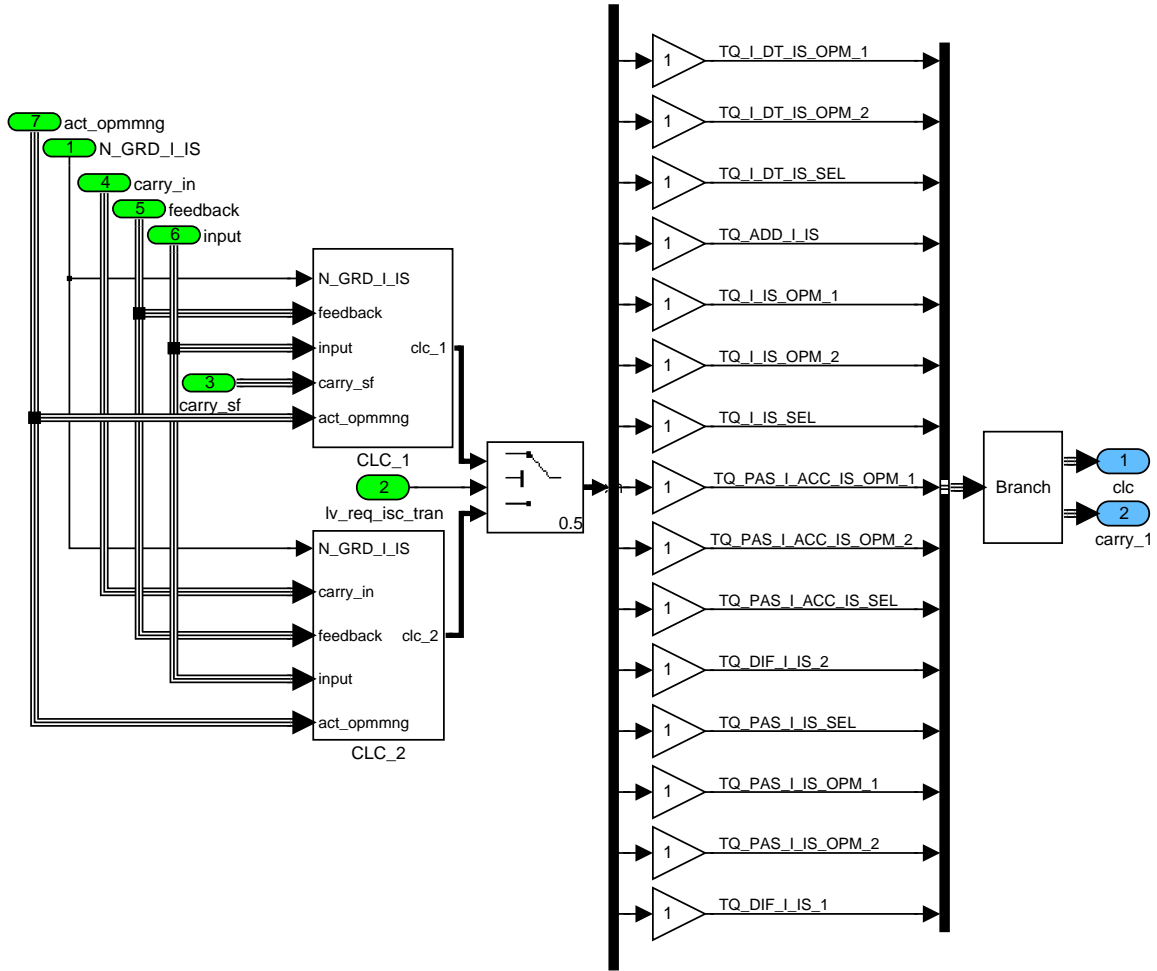 7
act_opmmng
1
N_GRD_I_IS
4
carry_in
5
feedback
6
input
N_GRD_I_IS
feedback
input
clc_1
3
carry_sf
carry_sf
act_opmmng
CLC_1
2
lv_req_isc_tran
0.5
N_GRD_I_IS
carry_in
feedback
clc_2
input
act_opmmng
CLC_2
1
TQ_I_DT_IS_OPM_1
1
TQ_I_DT_IS_OPM_2
1
TQ_I_DT_IS_SEL
1
TQ_ADD_I_IS
1
TQ_I_IS_OPM_1
1
TQ_I_IS_OPM_2
1
TQ_I_IS_SEL
1
TQ_PAS_I_ACC_IS_OPM_1
1
TQ_PAS_I_ACC_IS_OPM_2
1
TQ_PAS_I_ACC_IS_SEL
1
TQ_DIF_I_IS_2
1
TQ_PAS_I_IS_SEL
1
TQ_PAS_I_IS_OPM_1
1
TQ_PAS_I_IS_OPM_2
1
TQ_DIF_I_IS_1
Branch
1
clc
2
carry_1